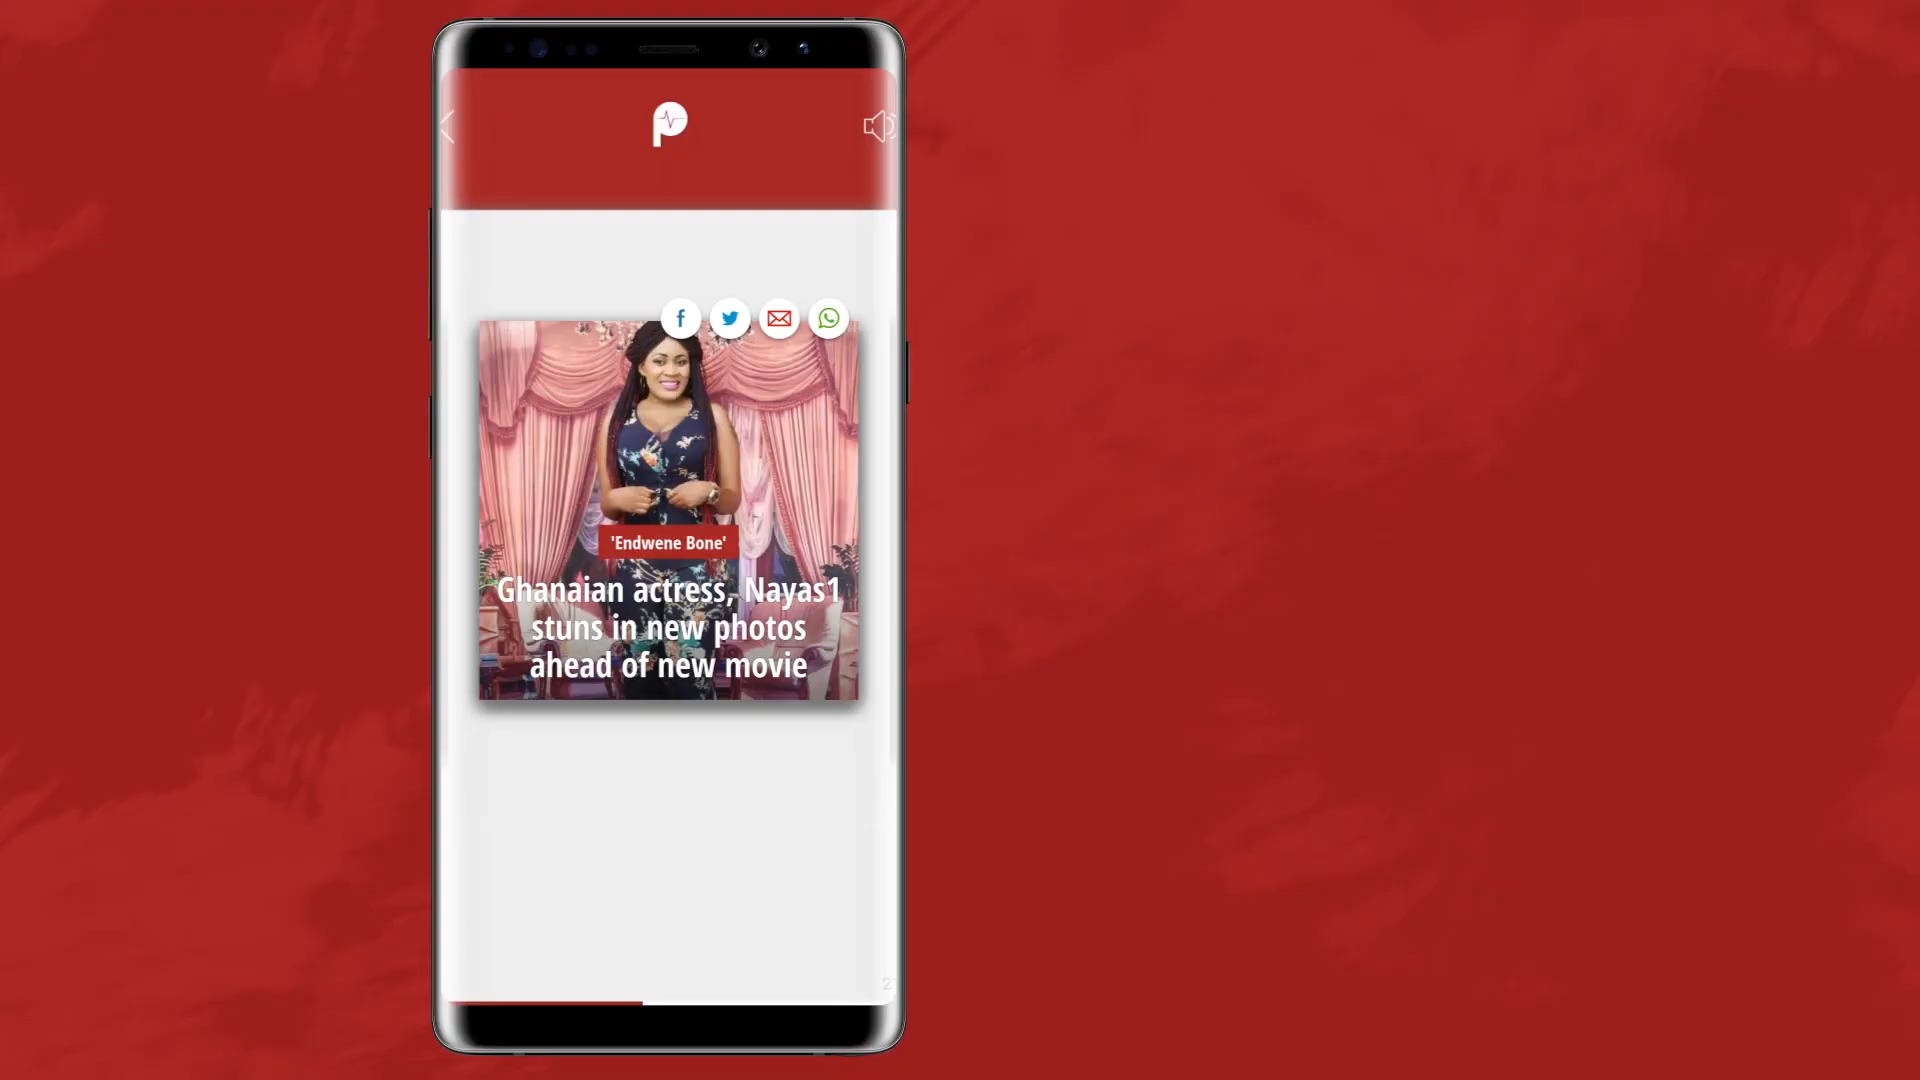 'Endwene Bone'
Ghanaian actress, Nayas1
stuns in new photos
ahead of new movie